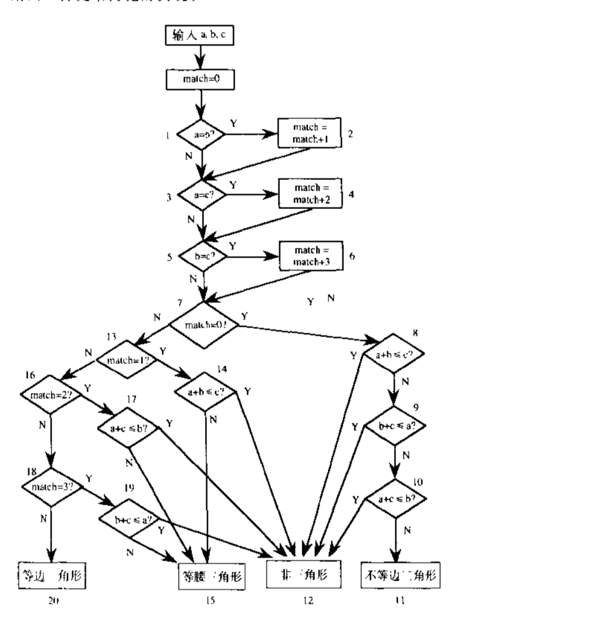 输入 a, b, c
match=0
1
a=b?
Y
match =
match+1
2
N
3
a=c?
Y
match =
match+2
4
N
5
b=c?
Y
match =
match+3
6
N
7
Y
N
match=0?
N
Y
13
N
match=1?
Y
14
a+b≤c?
Y
N
8
Y
a+b≤c?
N
16
match=2?
Y
N
17
a+c≤b?
Y
N
9
Y
b+c≤a?
N
18
match=3?
Y
N
19
b+c≤a?
Y
N
10
Y
a+c≤b?
N
等边三角形
等腰三角形
非三角形
不等边三角形
20
15
12
11